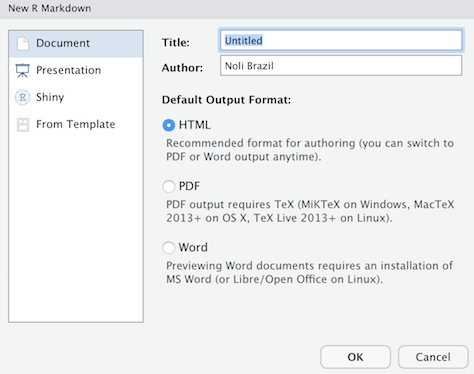 New R Markdown
Document
Presentation
Shiny
From Template
Title: Untitled
Author: Noli Brazil
Default Output Format:
HTML
Recommended format for authoring (you can switch to
PDF or Word output anytime).
PDF
PDF output requires TeX (MiKTeX on Windows, MacTeX
2013+ on OS X, TeX Live 2013+ on Linux).
Word
Previewing Word documents requires an installation of
MS Word (or Libre/Open Office on Linux).
OK Cancel